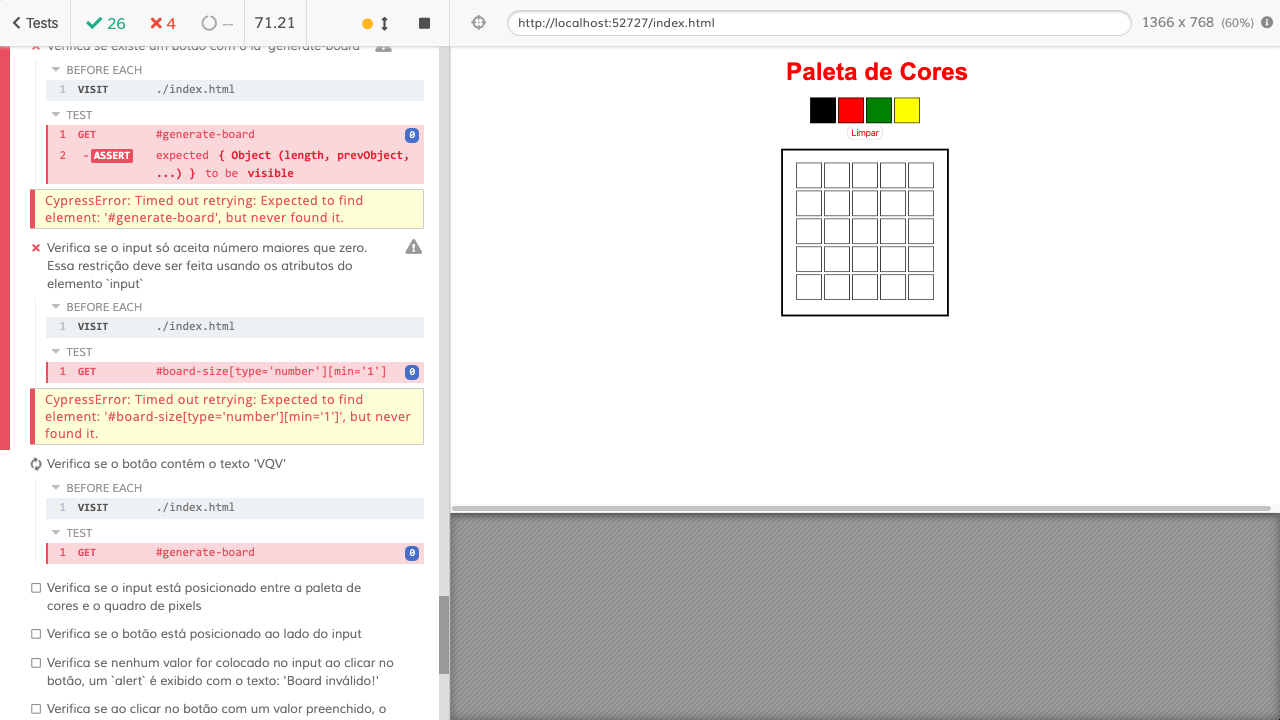 Tests 26 4 -- 71.21
http://localhost:52727/index.html 1366 x 768 (60%)
Verifica se existe um botão com o id 'generate-board'
BEFORE EACH
1 VISIT ./index.html
TEST
1 GET #generate-board 0
2 - ASSERT expected { Object (length, prevObject,
...) } to be visible
CypressError: Timed out retrying: Expected to find
element: '#generate-board', but never found it.
Verifica se o input só aceita número maiores que zero.
Essa restrição deve ser feita usando os atributos do
elemento `input`
BEFORE EACH
1 VISIT ./index.html
TEST
1 GET #board-size[type='number'][min='1'] 0
CypressError: Timed out retrying: Expected to find
element: '#board-size[type='number'][min='1']', but never
found it.
Verifica se o botão contém o texto 'VQV'
BEFORE EACH
1 VISIT ./index.html
TEST
1 GET #generate-board 0
Verifica se o input está posicionado entre a paleta de
cores e o quadro de pixels
Verifica se o botão está posicionado ao lado do input
Verifica se nenhum valor for colocado no input ao clicar no
botão, um `alert` é exibido com o texto: 'Board inválido!'
Verifica se ao clicar no botão com um valor preenchido, o
Paleta de Cores
Limpar